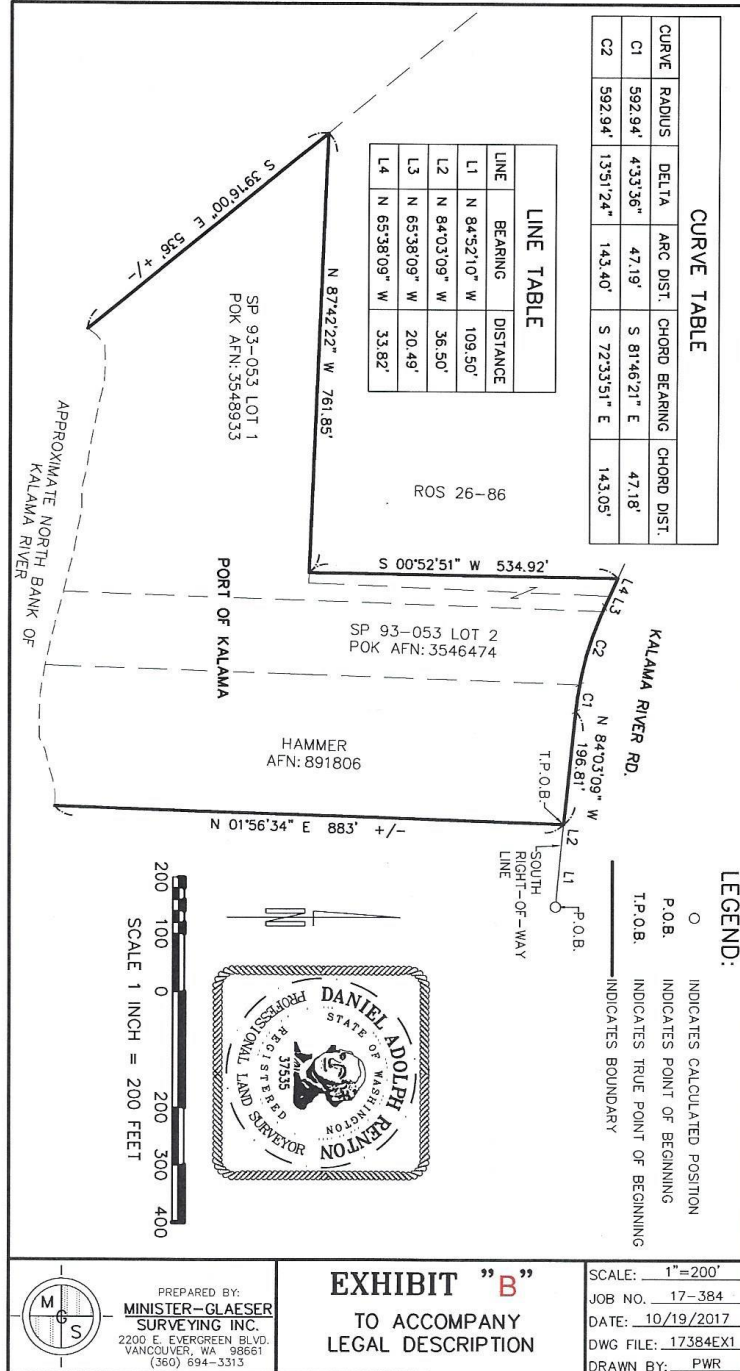 CURVE TABLE
CURVE RADIUS DELTA ARC DIST. CHORD BEARING CHORD DIST.
C1 592.94' 4°33'36" 47.19' S 81°46'21" E 47.18'
C2 592.94' 13°51'24" 143.40' S 72°33'51" E 143.05'
LINE TABLE
LINE BEARING DISTANCE
L1 N 84°52'10" W 109.50'
L2 N 84°03'09" W 36.50'
L3 N 65°38'09" W 20.49'
L4 N 65°38'09" W 33.82'
LEGEND:
INDICATES CALCULATED POSITION
P.O.B. INDICATES POINT OF BEGINNING
T.P.O.B. INDICATES TRUE POINT OF BEGINNING
INDICATES BOUNDARY
KALAMA RIVER RD.
L4
L3
C2
C1
N 84°03'09" W
196.81'
L2
L1
P.O.B.
T.P.O.B.
SOUTH
RIGHT-OF-WAY
LINE
ROS 26-86
S 00°52'51" W 534.92'
N 87°42'22" W 761.85'
S 39°16'00" E 536' +/-
SP 93-053 LOT 1
POK AFN: 3548933
SP 93-053 LOT 2
POK AFN: 3546474
PORT OF KALAMA
HAMMER
AFN: 891806
N 01°56'34" E 883' +/-
APPROXIMATE NORTH BANK OF
KALAMA RIVER
N
DANIEL ADOLPH RENTON
STATE OF WASHINGTON
37535
REGISTERED
PROFESSIONAL LAND SURVEYOR
200 100 0 200 300 400
SCALE 1 INCH = 200 FEET
M G S
PREPARED BY:
MINISTER-GLAESER
SURVEYING INC.
2200 E. EVERGREEN BLVD.
VANCOUVER, WA 98661
(360) 694-3313
EXHIBIT "B"
TO ACCOMPANY
LEGAL DESCRIPTION
SCALE: 1"=200'
JOB NO. 17-384
DATE: 10/19/2017
DWG FILE: 17384EX1
DRAWN BY: PWR